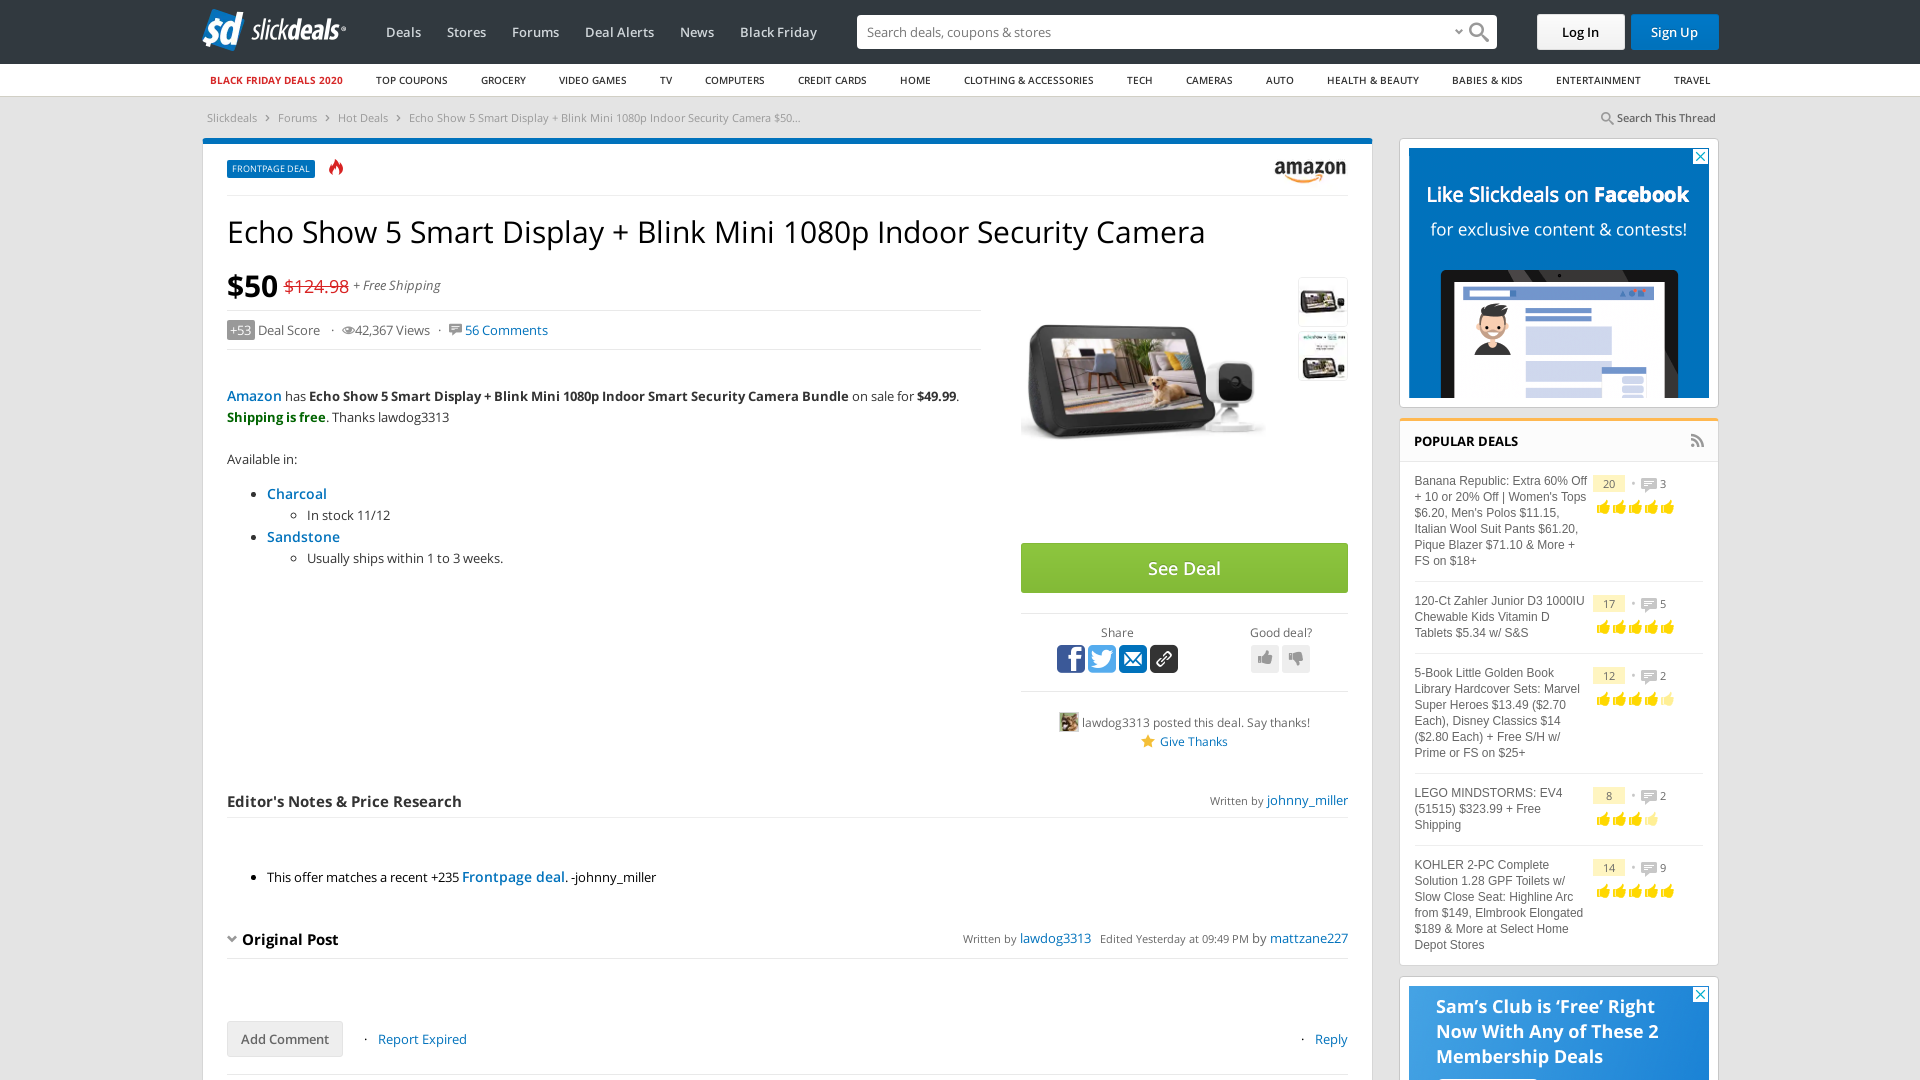 slickdeals
Deals
Stores
Forums
Deal Alerts
News
Black Friday
Search deals, coupons & stores
Log In
Sign Up
BLACK FRIDAY DEALS 2020
TOP COUPONS
GROCERY
VIDEO GAMES
TV
COMPUTERS
CREDIT CARDS
HOME
CLOTHING & ACCESSORIES
TECH
CAMERAS
AUTO
HEALTH & BEAUTY
BABIES & KIDS
ENTERTAINMENT
TRAVEL
Slickdeals > Forums > Hot Deals > Echo Show 5 Smart Display + Blink Mini 1080p Indoor Security Camera $50...
Search This Thread
FRONTPAGE DEAL
amazon
Echo Show 5 Smart Display + Blink Mini 1080p Indoor Security Camera
$50 $124.98 + Free Shipping
+53 Deal Score · 42,367 Views · 56 Comments
Amazon has Echo Show 5 Smart Display + Blink Mini 1080p Indoor Smart Security Camera Bundle on sale for $49.99.
Shipping is free. Thanks lawdog3313
Available in:
• Charcoal
◦ In stock 11/12
• Sandstone
◦ Usually ships within 1 to 3 weeks.
See Deal
Share
Good deal?
lawdog3313 posted this deal. Say thanks!
Give Thanks
Editor's Notes & Price Research
Written by johnny_miller
• This offer matches a recent +235 Frontpage deal. -johnny_miller
Original Post
Written by lawdog3313 Edited Yesterday at 09:49 PM by mattzane227
Add Comment
· Report Expired
· Reply
Like Slickdeals on Facebook
for exclusive content & contests!
POPULAR DEALS
Banana Republic: Extra 60% Off
+ 10 or 20% Off | Women's Tops
$6.20, Men's Polos $11.15,
Italian Wool Suit Pants $61.20,
Pique Blazer $71.10 & More +
FS on $18+
20 • 3
120-Ct Zahler Junior D3 1000IU
Chewable Kids Vitamin D
Tablets $5.34 w/ S&S
17 • 5
5-Book Little Golden Book
Library Hardcover Sets: Marvel
Super Heroes $13.49 ($2.70
Each), Disney Classics $14
($2.80 Each) + Free S/H w/
Prime or FS on $25+
12 • 2
LEGO MINDSTORMS: EV4
(51515) $323.99 + Free
Shipping
8 • 2
KOHLER 2-PC Complete
Solution 1.28 GPF Toilets w/
Slow Close Seat: Highline Arc
from $149, Elmbrook Elongated
$189 & More at Select Home
Depot Stores
14 • 9
Sam's Club is 'Free' Right
Now With Any of These 2
Membership Deals